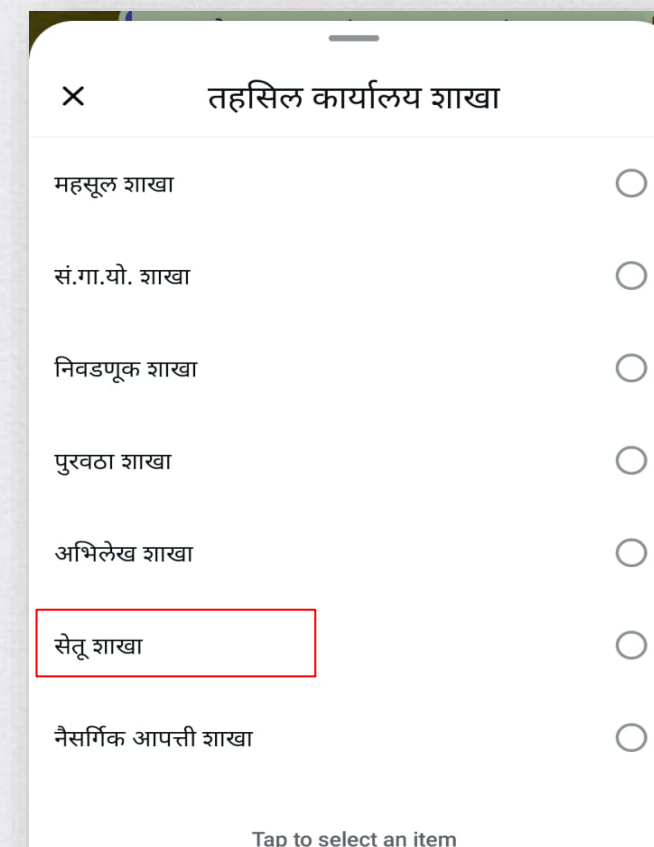 तहसिल कार्यालय शाखा
महसूल शाखा
सं.गा.यो. शाखा
निवडणूक शाखा
पुरवठा शाखा
अभिलेख शाखा
सेतू शाखा
नैसर्गिक आपत्ती शाखा
Tap to select an item